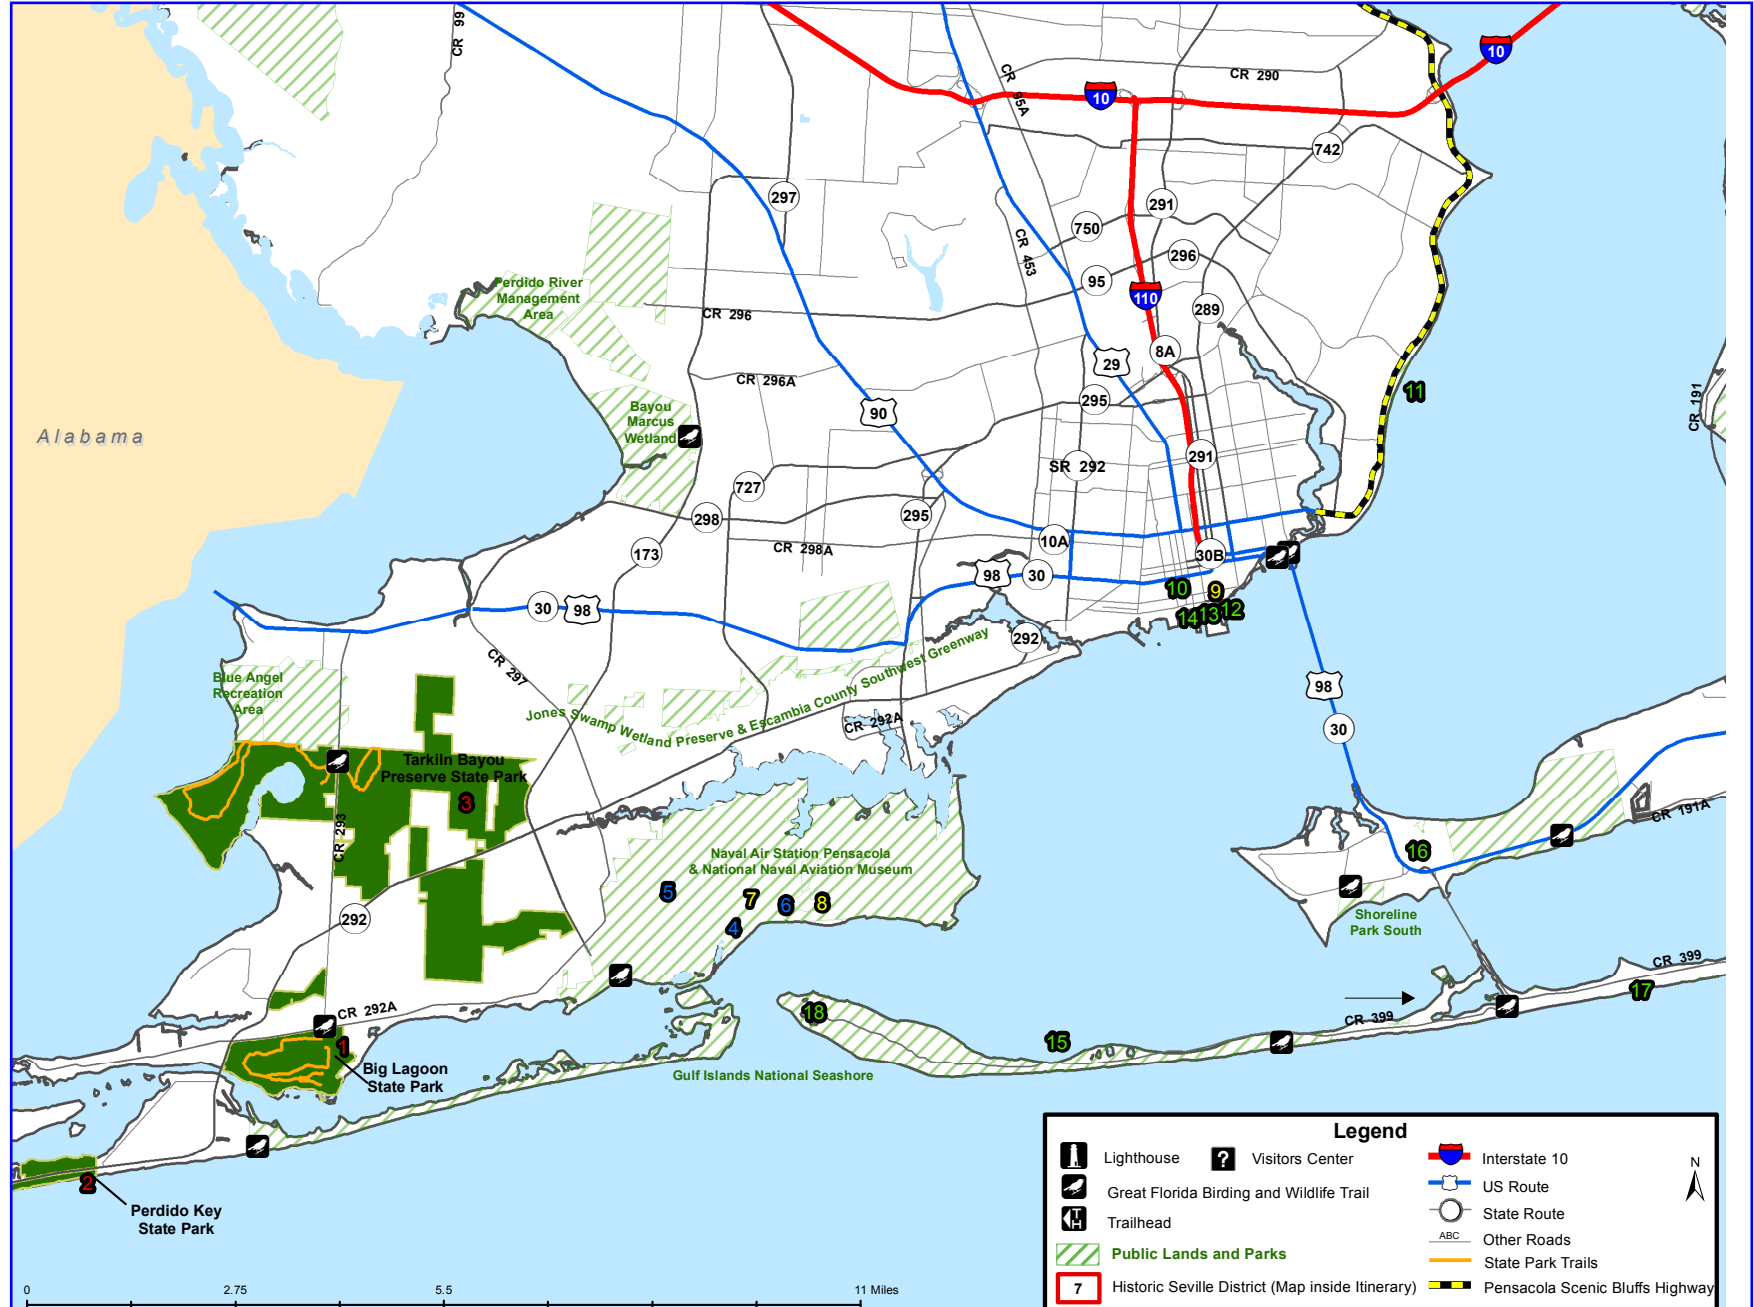 CR 99
10
CR 290
10
CR 95A
742
297
291
750
CR 453
296
95
Perdido River
Management
Area
110
289
CR 296
8A
29
CR 296A
295
11
CR 191
90
Bayou
Marcus
Wetland
Alabama
291
SR 292
727
298
295
10A
CR 298A
173
30B
98
30
10
9
14
13
12
30
98
292
CR 297
Blue Angel
Recreation
Area
Jones Swamp Wetland Preserve & Escambia County Southwest Greenway
98
30
CR 292A
Tarkiln Bayou
Preserve State Park
3
CR 293
CR 191A
16
Naval Air Station Pensacola
& National Naval Aviation Museum
5
7
6
8
4
292
Shoreline
Park South
CR 399
17
18
CR 399
CR 292A
15
1
Big Lagoon
State Park
Gulf Islands National Seashore
2
Perdido Key
State Park
Legend
Lighthouse
? Visitors Center
Interstate 10
Great Florida Birding and Wildlife Trail
US Route
TH Trailhead
State Route
ABC Other Roads
Public Lands and Parks
State Park Trails
7 Historic Seville District (Map inside Itinerary)
Pensacola Scenic Bluffs Highway
N
0 2.75 5.5 11 Miles